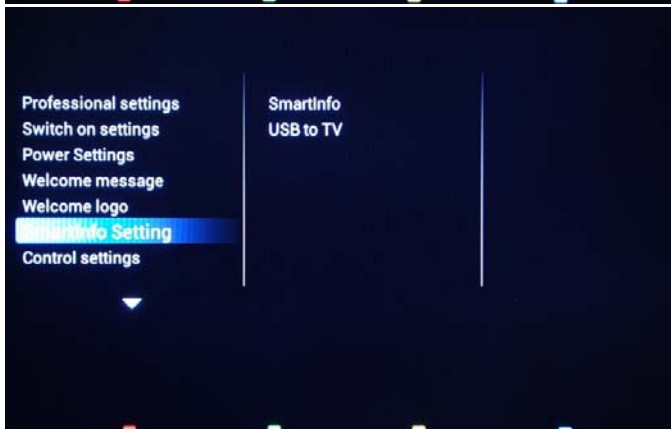 Professional settings
Switch on settings
Power Settings
Welcome message
Welcome logo
SmartInfo Setting
Control settings
SmartInfo
USB to TV